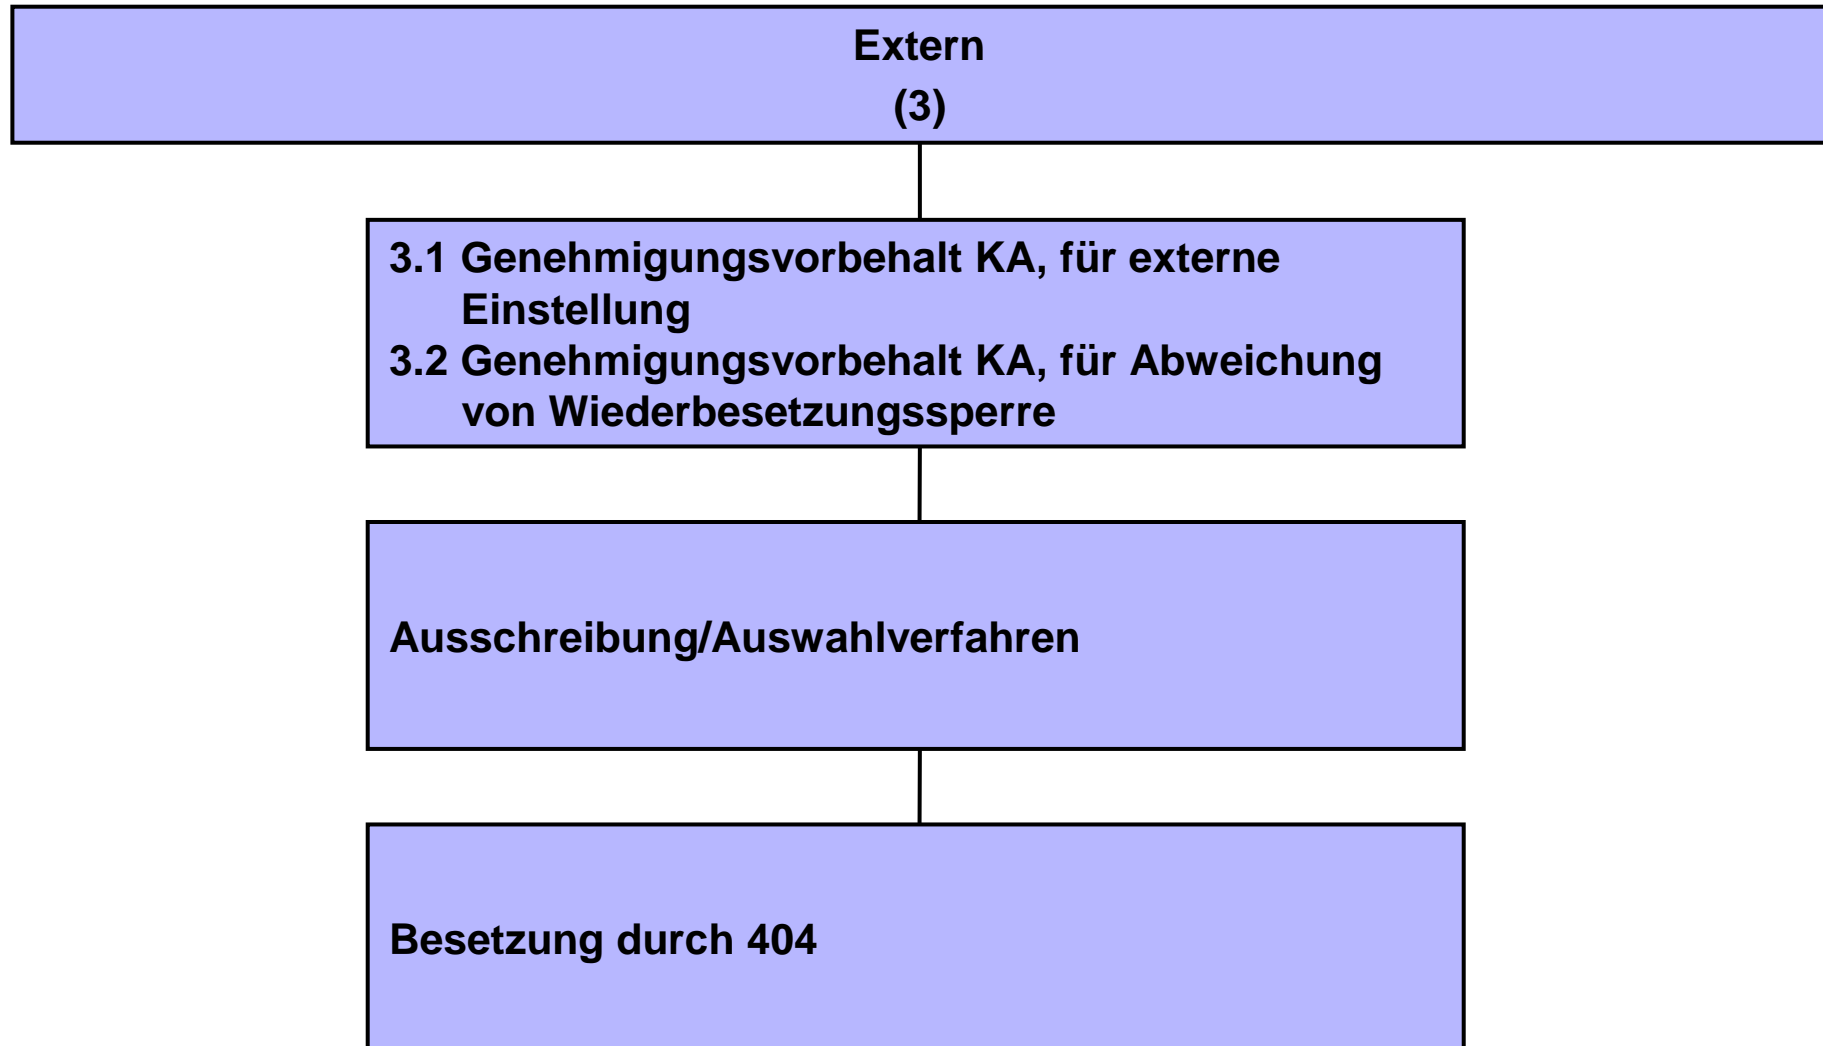 Extern
(3)
3.1 Genehmigungsvorbehalt KA, für externe
Einstellung
3.2 Genehmigungsvorbehalt KA, für Abweichung
von Wiederbesetzungssperre
Ausschreibung/Auswahlverfahren
Besetzung durch 404